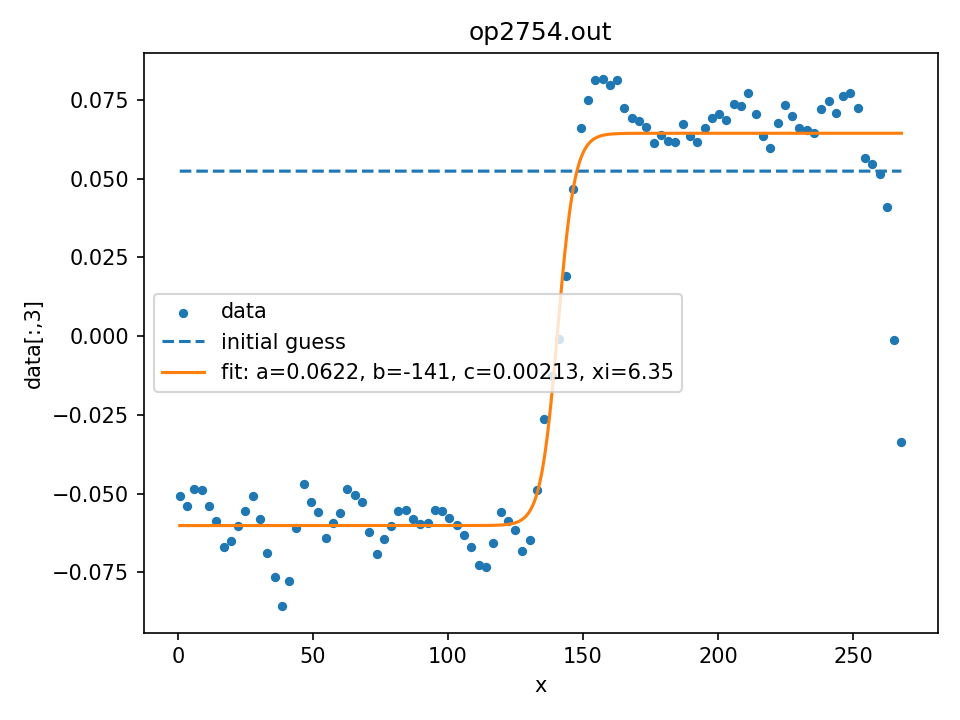 op2754.out
0.075
0.050
0.025
0.000
−0.025
−0.050
−0.075
data[:,3]
data
initial guess
fit: a=0.0622, b=-141, c=0.00213, xi=6.35
0 50 100 150 200 250
x